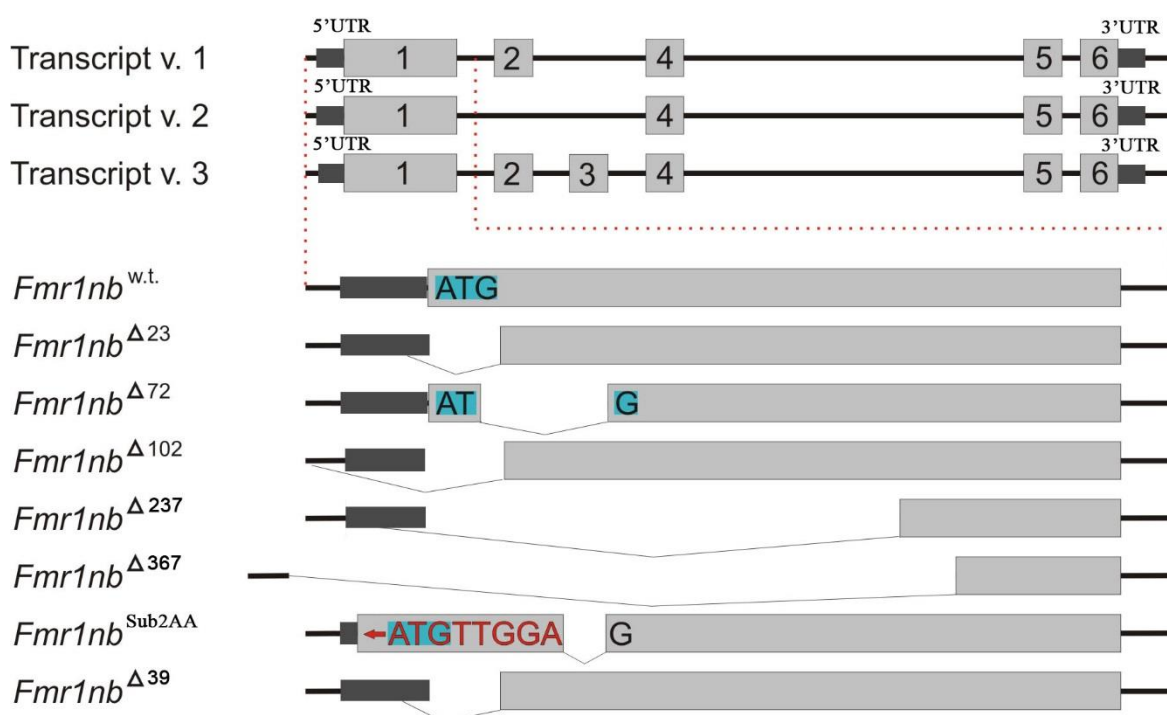 5’UTR 3’UTR
Transcript v. 1 1 2 4 5 6
5’UTR 3’UTR
Transcript v. 2 1 4 5 6
5’UTR 3’UTR
Transcript v. 3 1 2 3 4 5 6
Fmr1nb w.t. ATG
Fmr1nb Δ23
Fmr1nb Δ72 AT G
Fmr1nb Δ102
Fmr1nb Δ237
Fmr1nb Δ367
Fmr1nb Sub2AA ATGTTGGA G
Fmr1nb Δ39